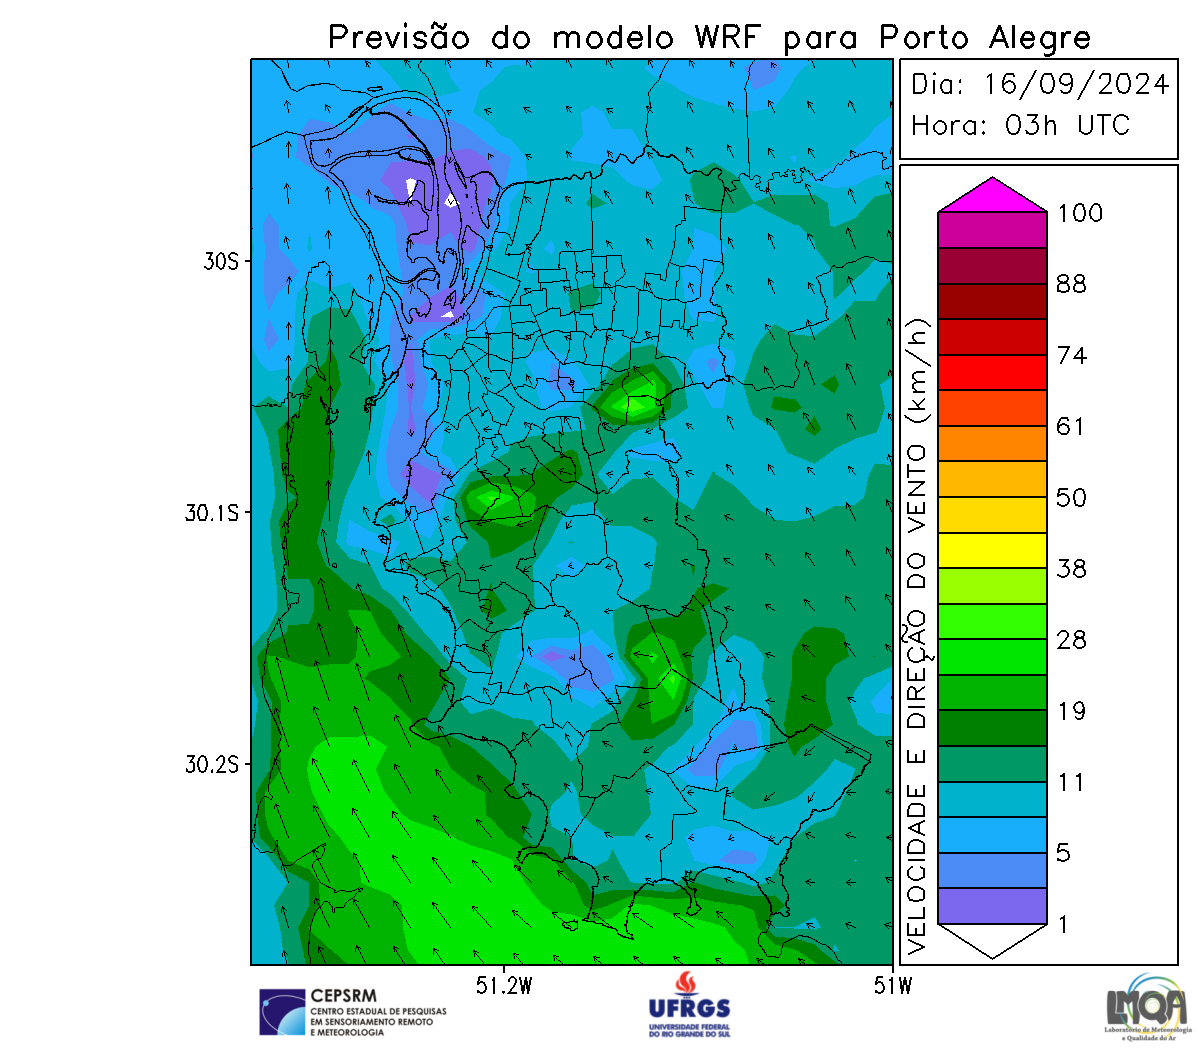 Previsão do modelo WRF para Porto Alegre
Dia: 16/09/2024
Hora: 03h UTC
30S
30.1S
30.2S
51.2W
51W
VELOCIDADE E DIREÇÃO DO VENTO (km/h)
100
88
74
61
50
38
28
19
11
5
1
CEPSRM
CENTRO ESTADUAL DE PESQUISAS
EM SENSORIAMENTO REMOTO
E METEOROLOGIA
UFRGS
UNIVERSIDADE FEDERAL
DO RIO GRANDE DO SUL
LMQA
Laboratório de Meteorologia
e Qualidade do Ar